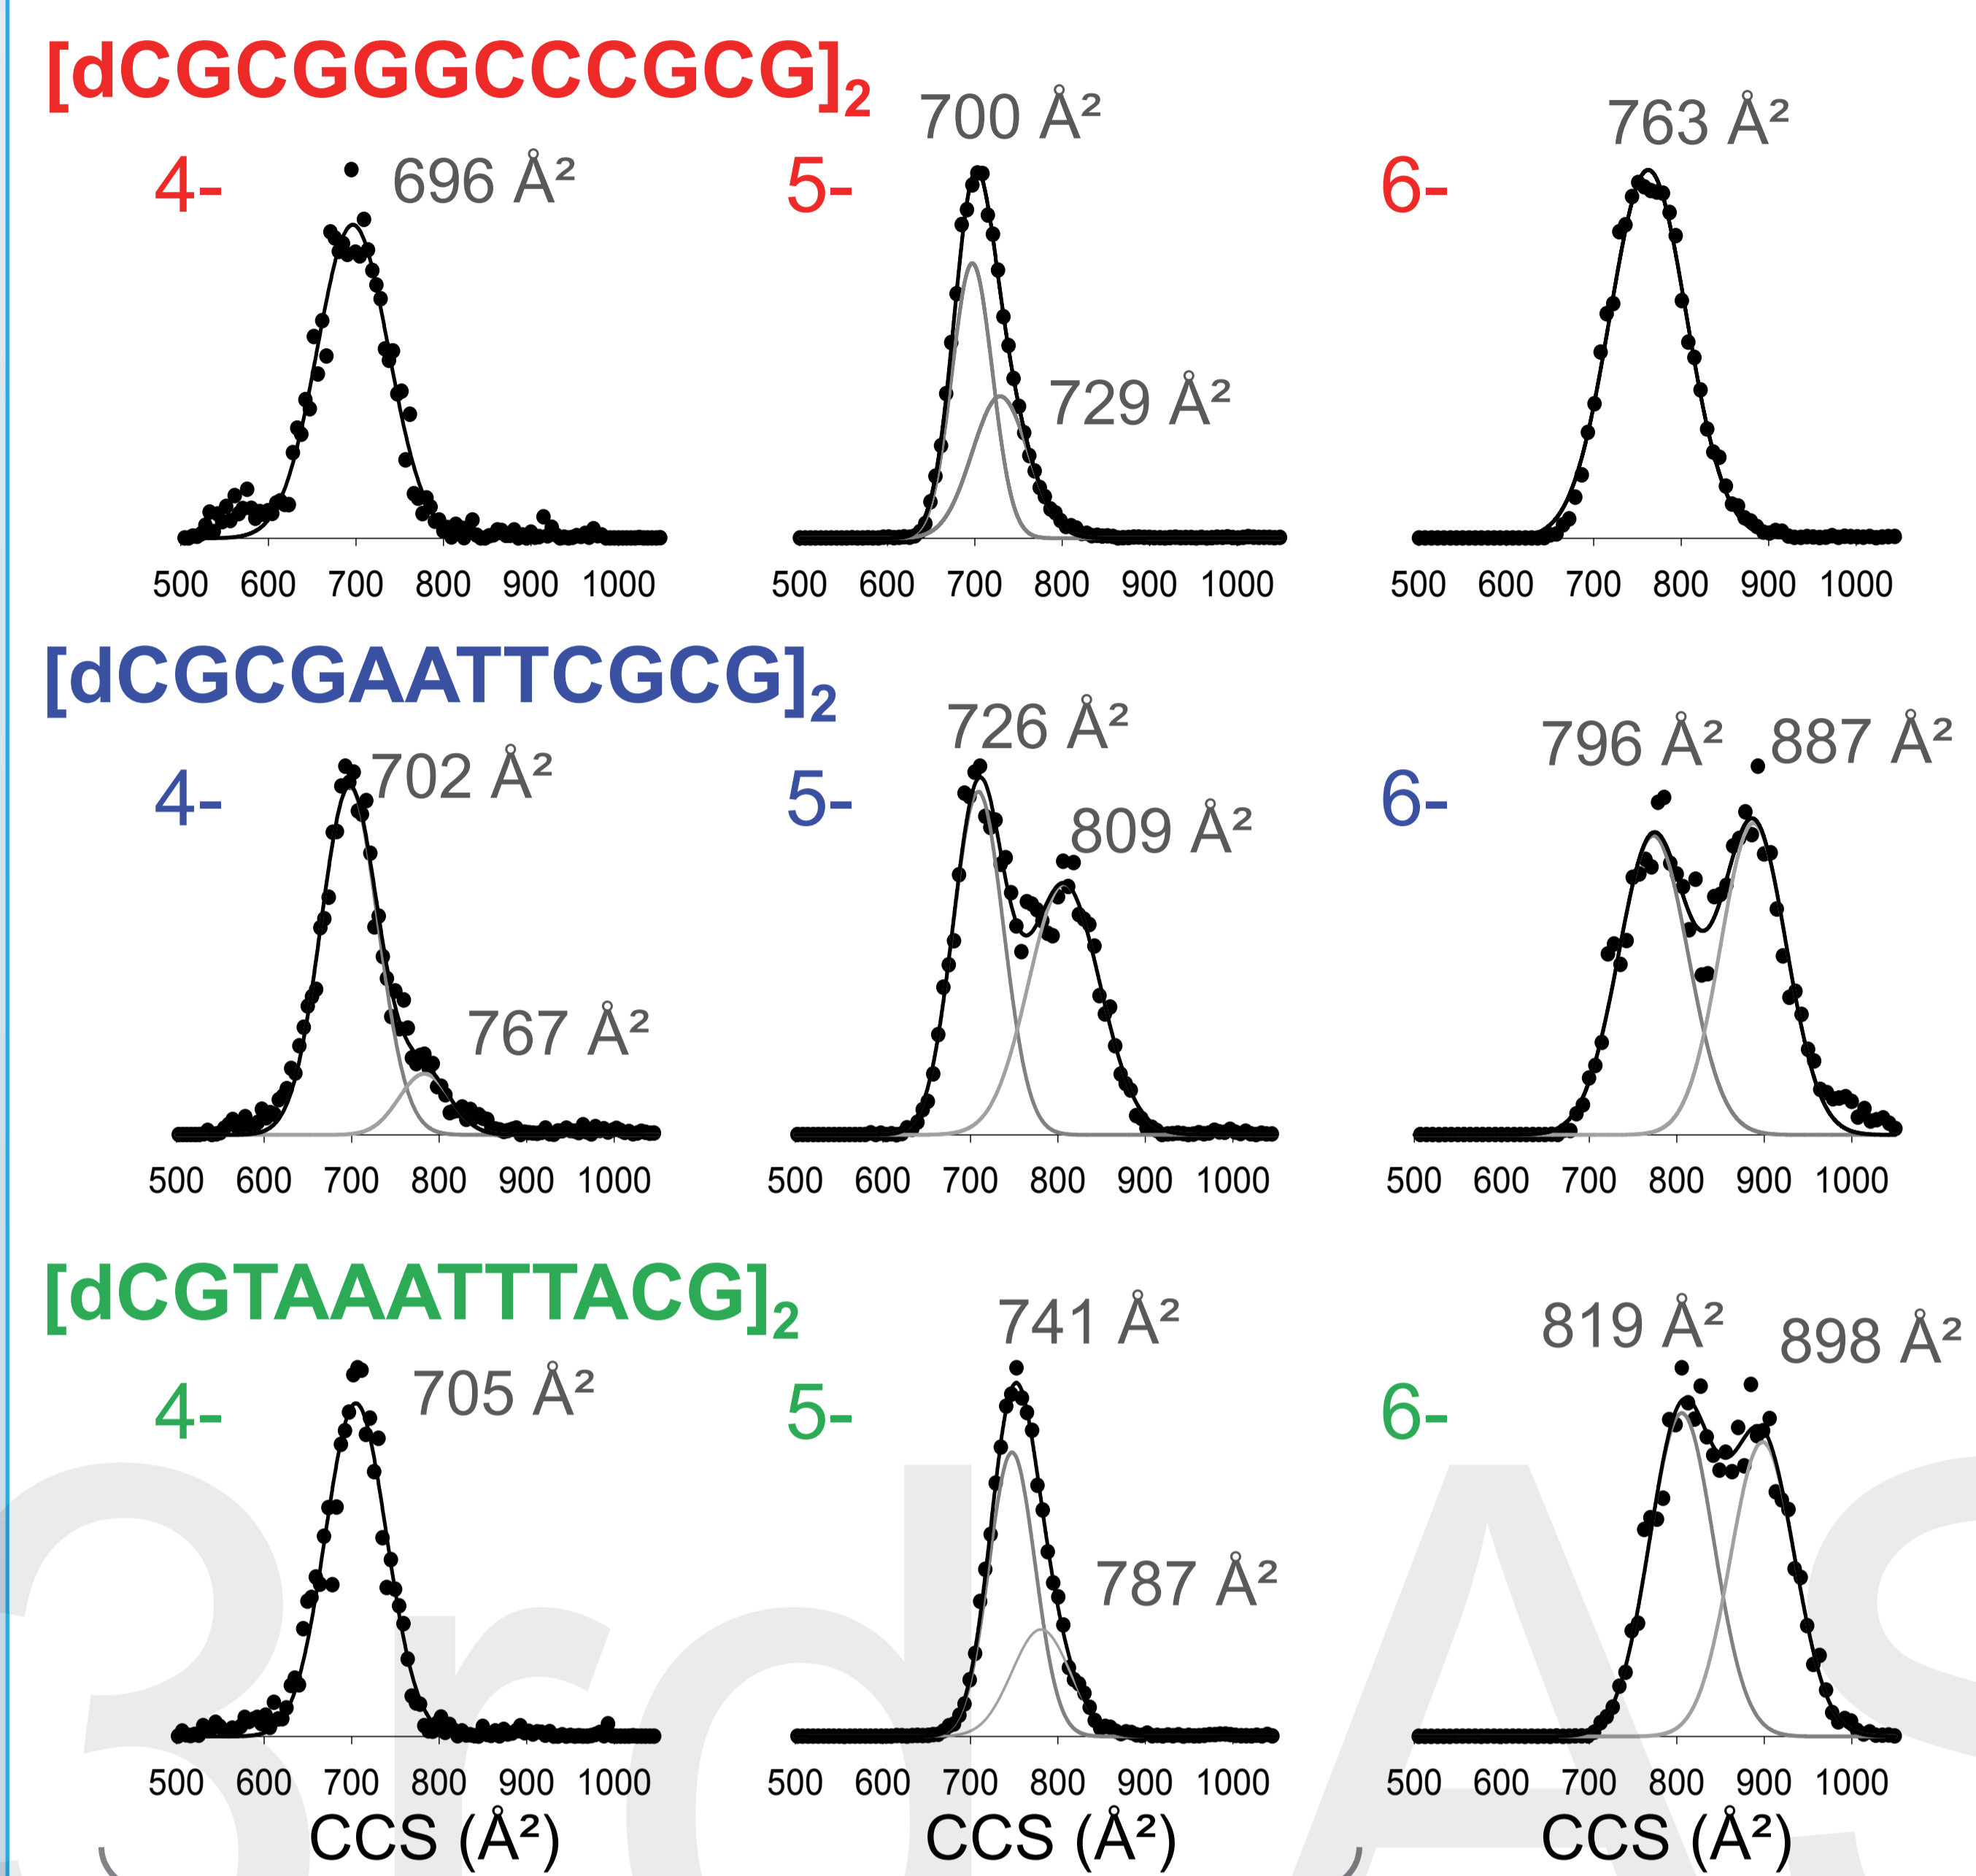 [dCGCGGGGCCCCGCG]2
4-
696 Å²
5-
700 Å²
729 Å²
6-
763 Å²
500 600 700 800 900 1000
500 600 700 800 900 1000
500 600 700 800 900 1000
[dCGCGAATTCGCG]2
4-
702 Å²
767 Å²
5-
726 Å²
809 Å²
6-
796 Å²
887 Å²
500 600 700 800 900 1000
500 600 700 800 900 1000
500 600 700 800 900 1000
[dCGTAAATTTACG]2
4-
705 Å²
5-
741 Å²
787 Å²
6-
819 Å²
898 Å²
500 600 700 800 900 1000
500 600 700 800 900 1000
500 600 700 800 900 1000
CCS (Å²)
CCS (Å²)
CCS (Å²)
3rd AS